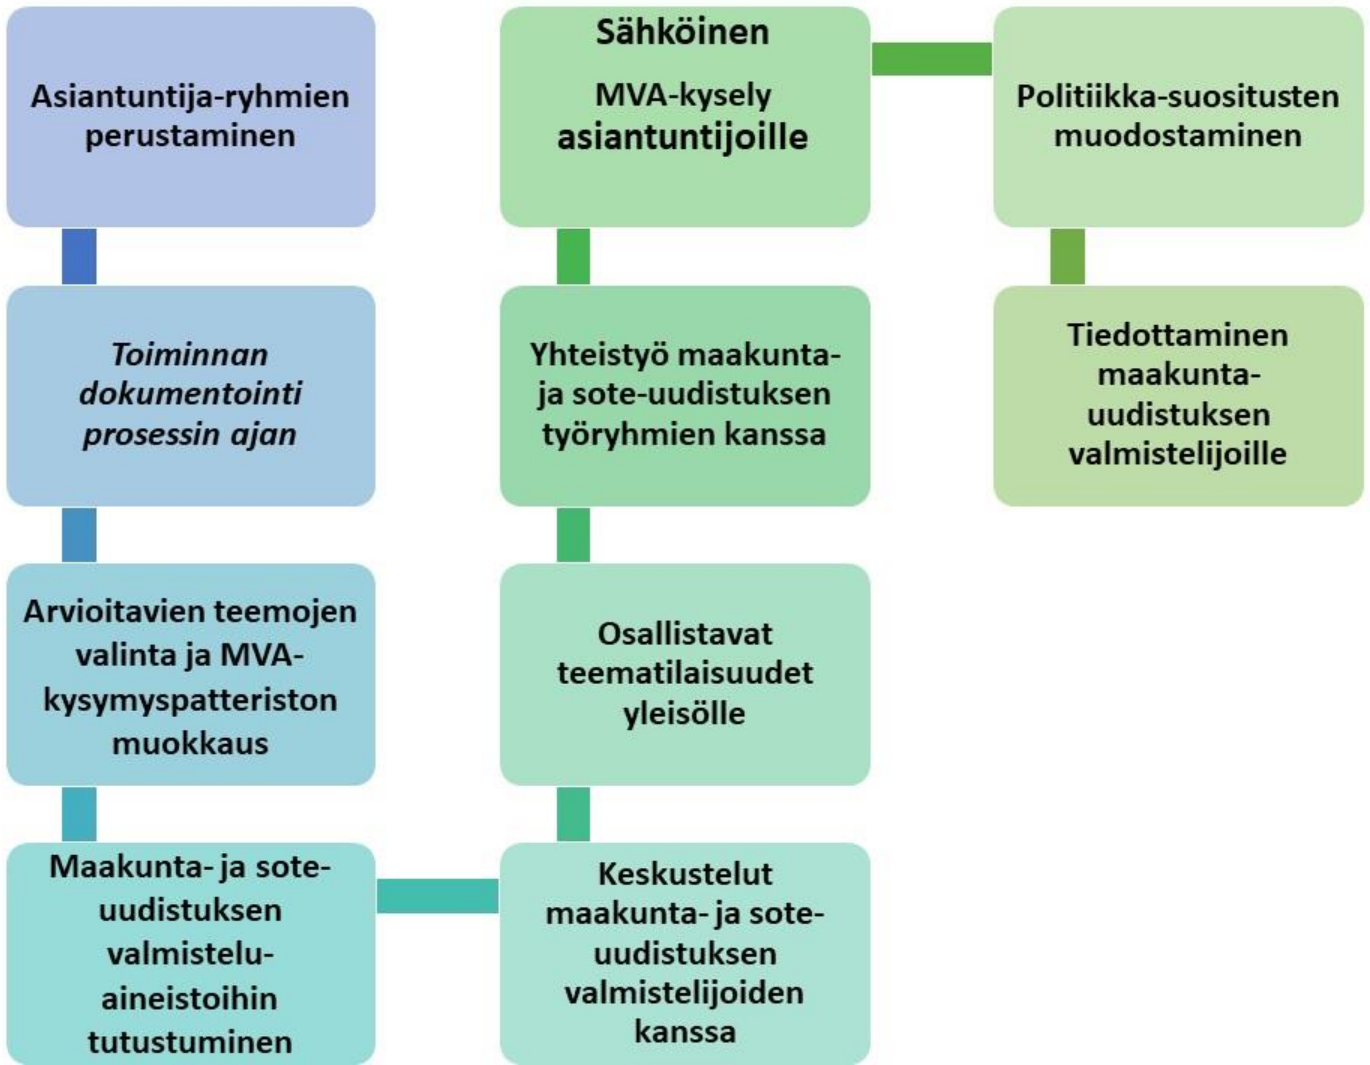 Asiantuntija-ryhmien
perustaminen
Toiminnan
dokumentointi
prosessin ajan
Arvioitavien teemojen
valinta ja MVA-
kysymyspatteriston
muokkaus
Maakunta- ja sote-
uudistuksen
valmistelu-
aineistoihin
tutustuminen
Keskustelut
maakunta- ja sote-
uudistuksen
valmistelijoiden
kanssa
Osallistavat
teematilaisuudet
yleisölle
Yhteistyö maakunta-
ja sote-uudistuksen
työryhmien kanssa
Sähköinen
MVA-kysely
asiantuntijoille
Politiikka-suositusten
muodostaminen
Tiedottaminen
maakunta-
uudistuksen
valmistelijoille